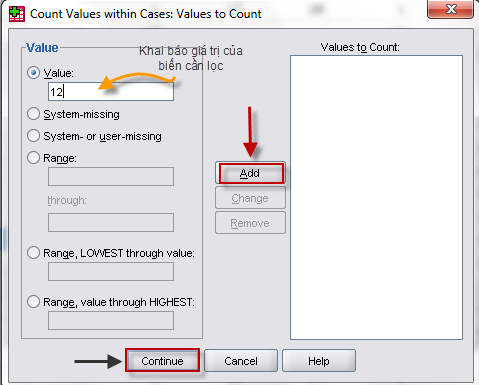 Count Values within Cases: Values to Count
Value
Khai báo giá trị của
biến cần lọc
Values to Count:
Value:
12
System-missing
System- or user-missing
Range:
through:
Range, LOWEST through value:
Range, value through HIGHEST:
Add
Change
Remove
Continue
Cancel
Help